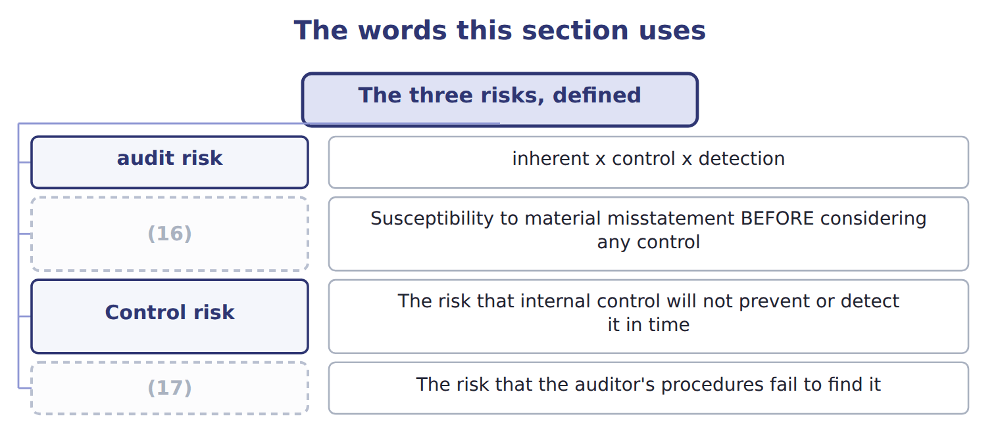 The words this section uses
The three risks, defined
audit risk
inherent x control x detection
(16)
Susceptibility to material misstatement BEFORE considering
any control
Control risk
The risk that internal control will not prevent or detect
it in time
(17)
The risk that the auditor's procedures fail to find it